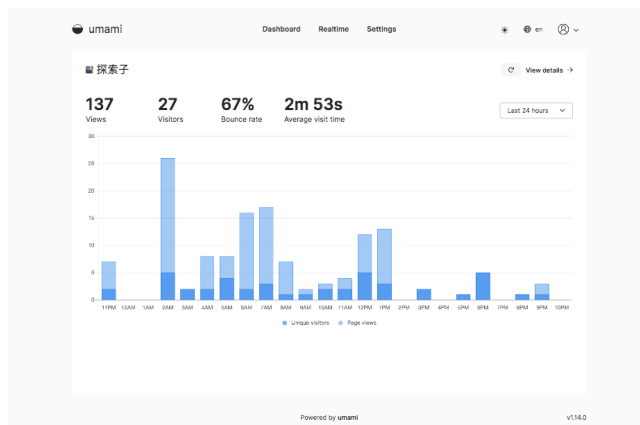 umami
Dashboard Realtime Settings
en
探索子
View details →
137 27 67% 2m 53s
Views Visitors Bounce rate Average visit time
Last 24 hours
30
25
20
15
10
5
0
11PM 12AM 1AM 2AM 3AM 4AM 5AM 6AM 7AM 8AM 9AM 10AM 11AM 12PM 1PM 2PM 3PM 4PM 5PM 6PM 7PM 8PM 9PM 10PM
Unique visitors Page views
Powered by umami
v1.14.0